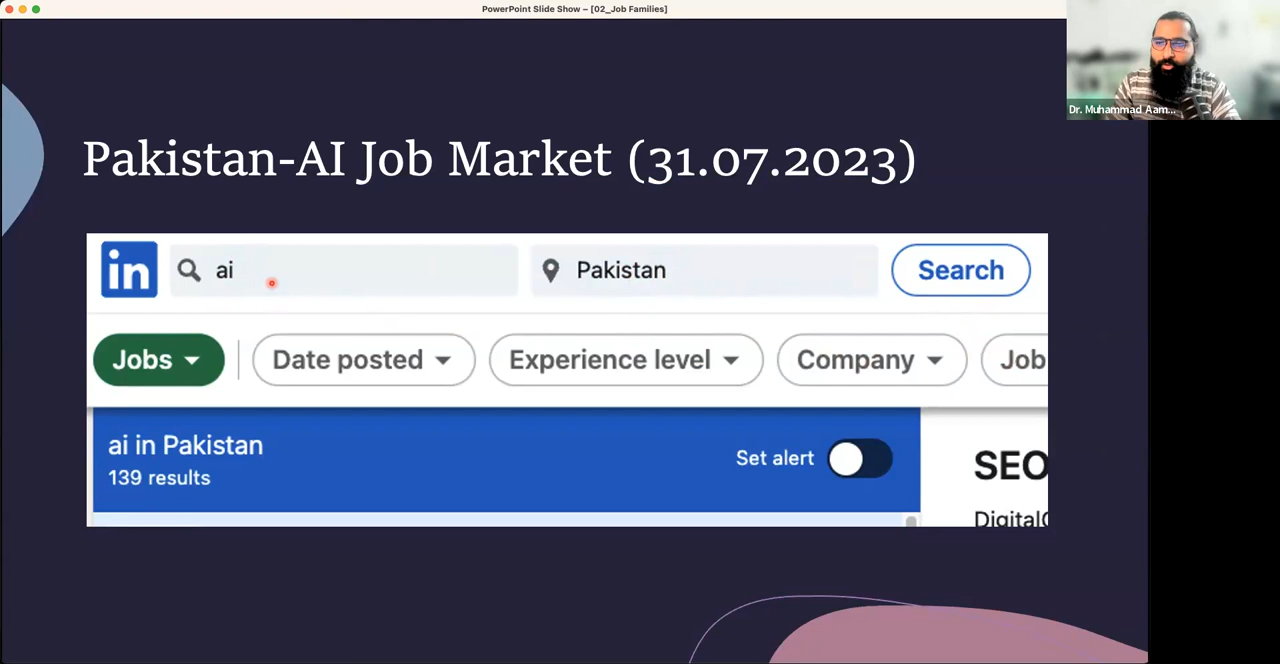 PowerPoint Slide Show – [02_Job Families]
Dr. Muhammad Aam...
Pakistan-AI Job Market (31.07.2023)
in ai Pakistan Search
Jobs Date posted Experience level Company Job
ai in Pakistan
139 results
Set alert
SEO
Digital